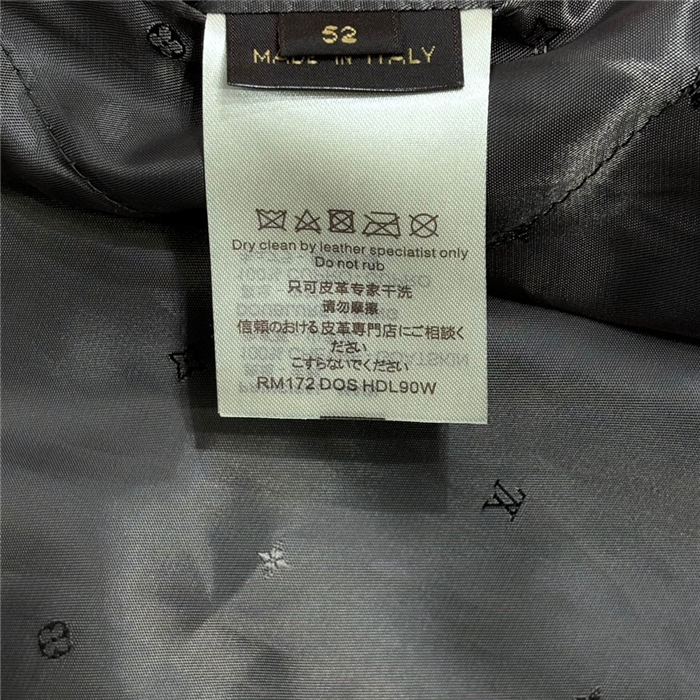 52
MADE IN ITALY
Dry clean by leather speciatist only
Do not rub
只可皮革专家干洗
请勿摩擦
信頼のおける皮革専門店にご相談く
ださい
こすらないでください
RM172 DOS HDL90W
LV